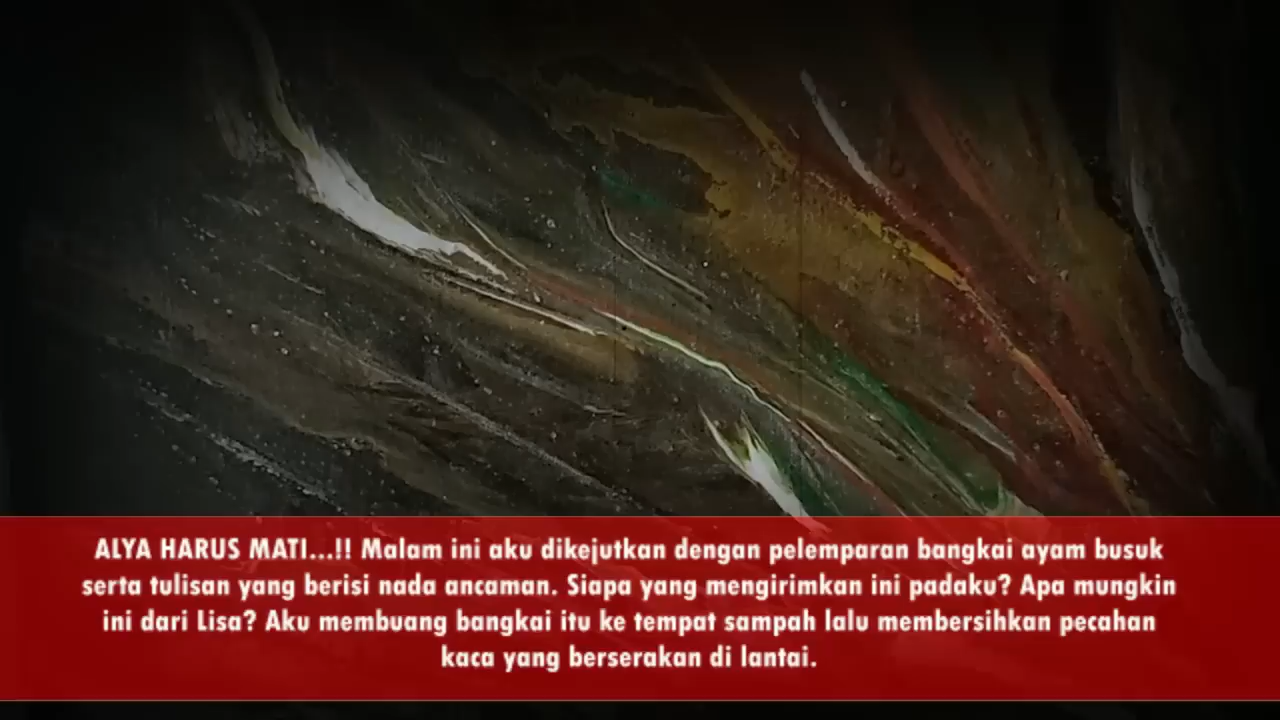 ALYA HARUS MATI...!! Malam ini aku dikejutkan dengan pelemparan bangkai ayam busuk
serta tulisan yang berisi nada ancaman. Siapa yang mengirimkan ini padaku? Apa mungkin
ini dari Lisa? Aku membuang bangkai itu ke tempat sampah lalu membersihkan pecahan
kaca yang berserakan di lantai.